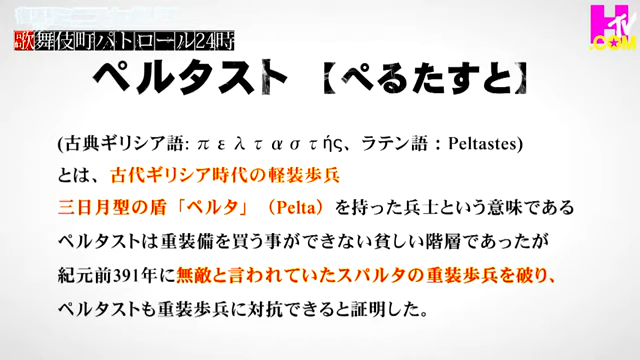 歌舞伎町パトロール24時
HTV
.COM
ペルタスト 【ぺるたすと】
(古典ギリシア語: πελταστής、ラテン語：Peltastes)
とは、古代ギリシア時代の軽装歩兵
三日月型の盾「ペルタ」（Pelta）を持った兵士という意味である
ペルタストは重装備を買う事ができない貧しい階層であったが
紀元前391年に無敵と言われていたスパルタの重装歩兵を破り、
ペルタストも重装歩兵に対抗できると証明した。